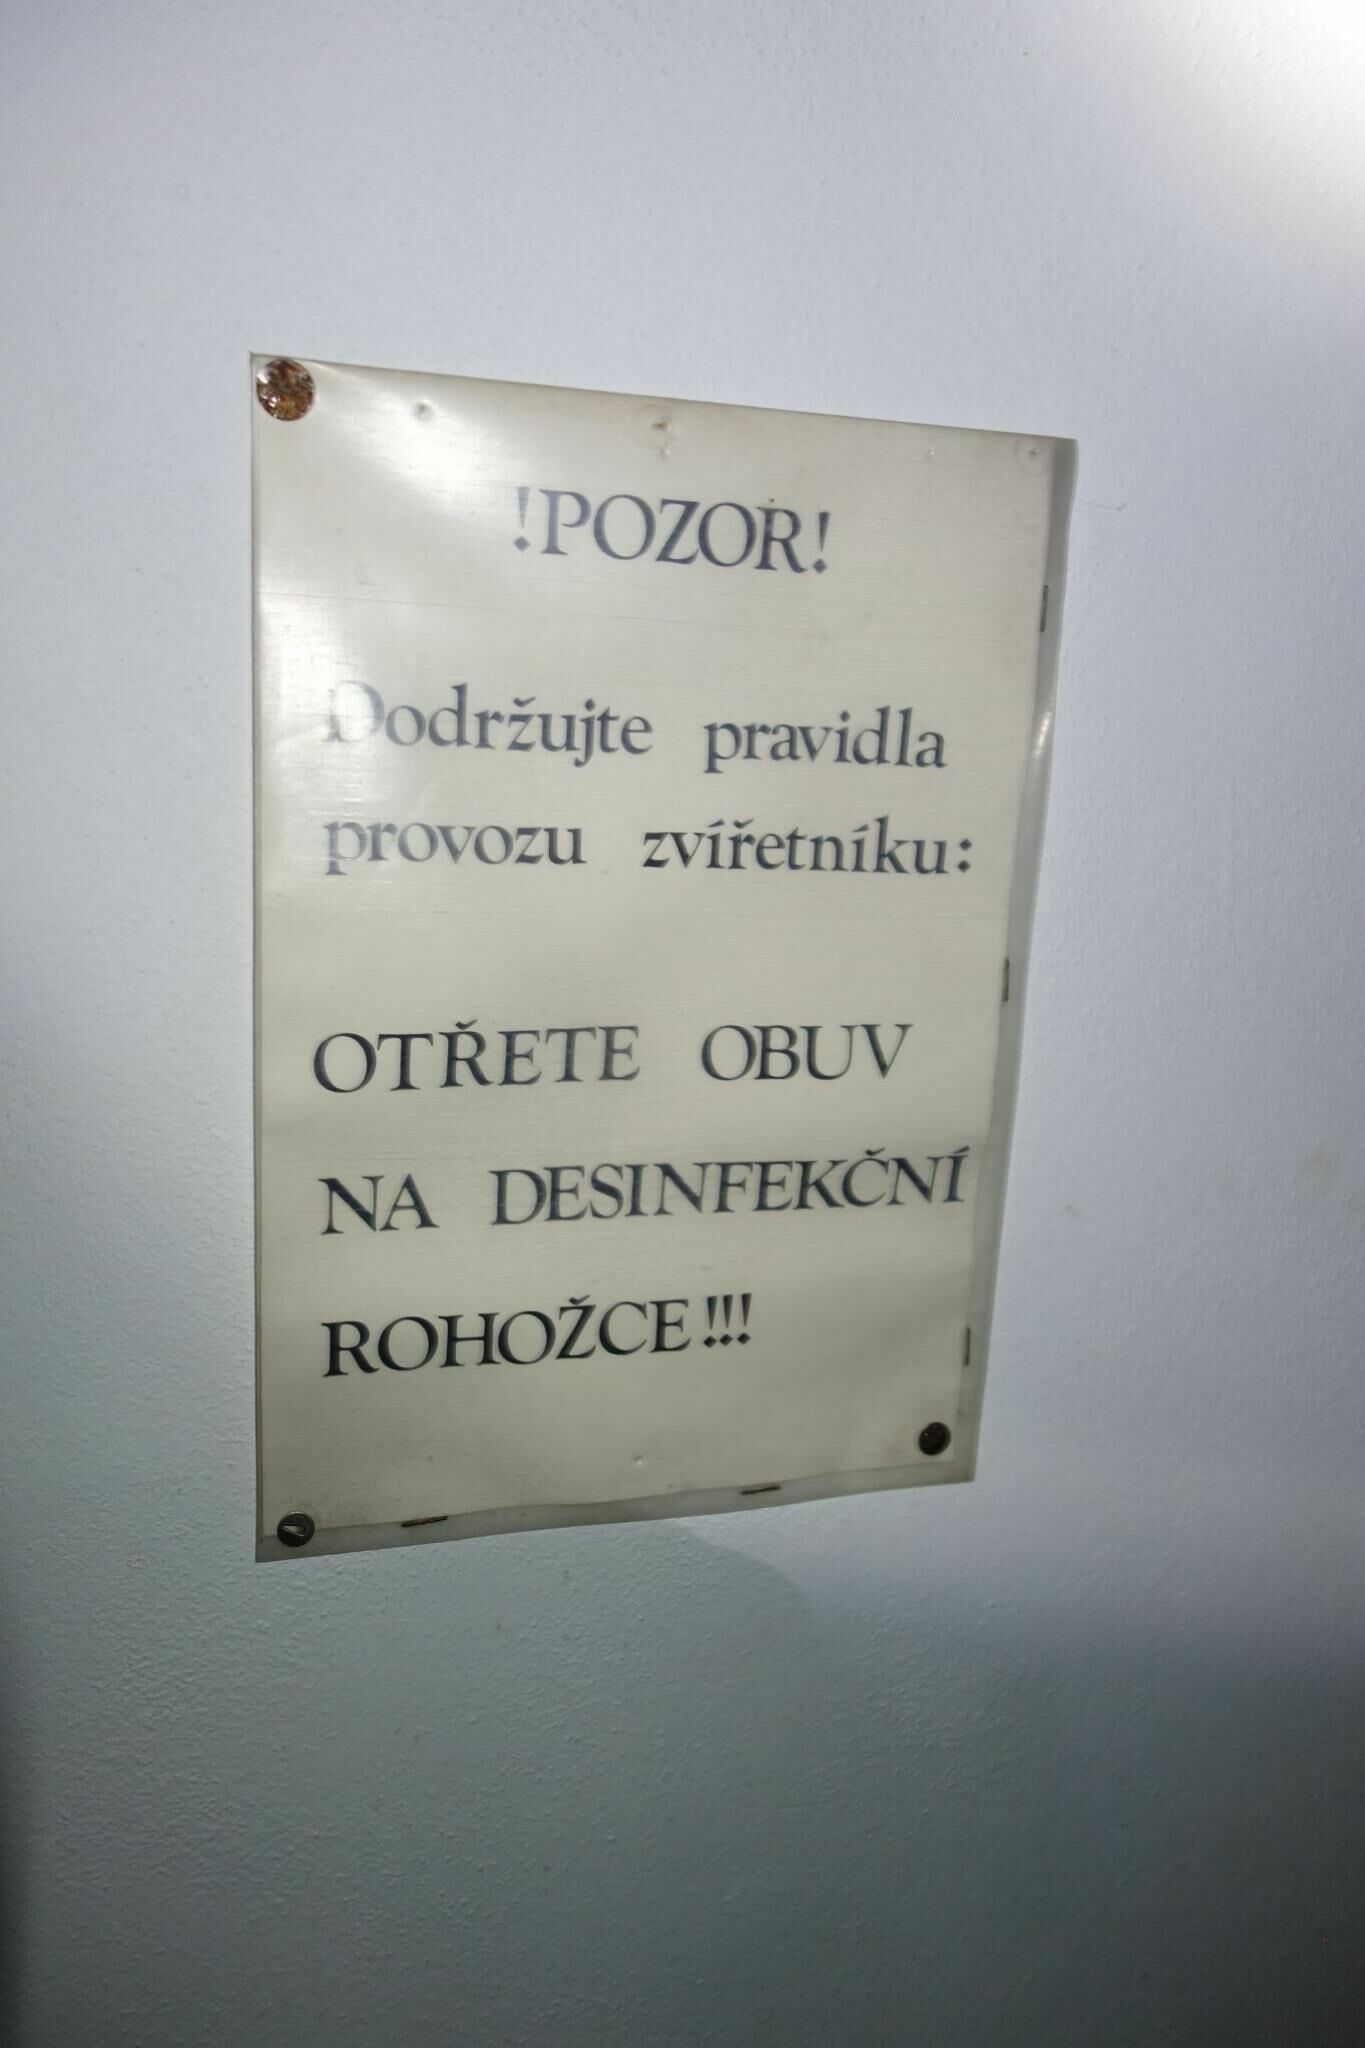 !POZOR!
Dodržujte pravidla
provozu zvířetníku:
OTŘETE OBUV
NA DESINFEKČNÍ
ROHOŽCE!!!